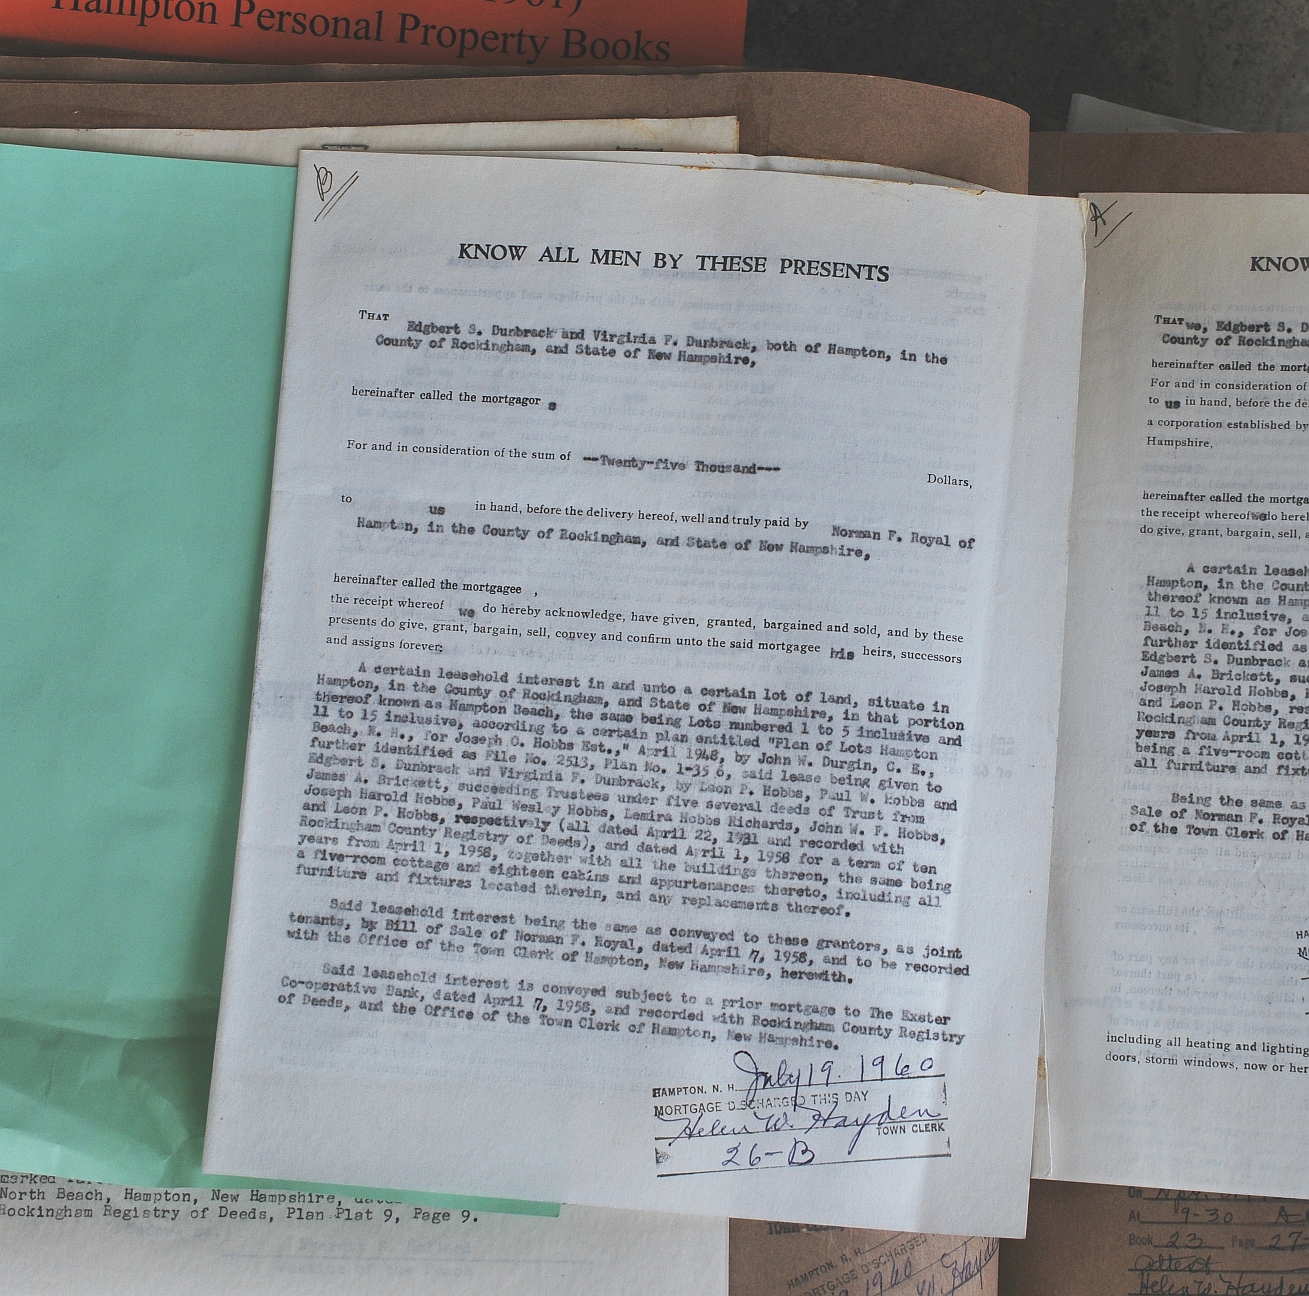 1961)
Hampton Personal Property Books
B
KNOW ALL MEN BY THESE PRESENTS
THAT
Edgbert S. Dunbrack and Virginia F. Dunbrack, both of Hampton, in the
County of Rockingham, and State of New Hampshire,
hereinafter called the mortgagor s
For and in consideration of the sum of ---Twenty-five Thousand---
Dollars,
to us in hand, before the delivery hereof, well and truly paid by Norman F. Royal of
Hampton, in the County of Rockingham, and State of New Hampshire,
hereinafter called the mortgagee ,
the receipt whereof we do hereby acknowledge, have given, granted, bargained and sold, and by these
presents do give, grant, bargain, sell, convey and confirm unto the said mortgagee his heirs, successors
and assigns forever:
A certain leasehold interest in and unto a certain lot of land, situate in
Hampton, in the County of Rockingham, and State of New Hampshire, in that portion
thereof known as Hampton Beach, the same being Lots numbered 1 to 5 inclusive and
11 to 15 inclusive, according to a certain plan entitled "Plan of Lots Hampton
Beach, N. H., for Joseph O. Hobbs Est.," April 1948, by John W. Durgin, C. E.,
further identified as File No. 2513, Plan No. 1-35 6, said lease being given to
Edgbert S. Dunbrack and Virginia F. Dunbrack, by Leon P. Hobbs, Paul W. Hobbs and
James A. Brickett, succeeding Trustees under five several deeds of Trust from
Joseph Harold Hobbs, Paul Wesley Hobbs, Lemira Hobbs Richards, John W. F. Hobbs,
and Leon P. Hobbs, respectively (all dated April 22, 1931 and recorded with
Rockingham County Registry of Deeds), and dated April 1, 1958 for a term of ten
years from April 1, 1958, together with all the buildings thereon, the same being
a five-room cottage and eighteen cabins and appurtenances thereto, including all
furniture and fixtures located therein, and any replacements thereof.
Said leasehold interest being the same as conveyed to these grantors, as joint
tenants, by Bill of Sale of Norman F. Royal, dated April 7, 1958, and to be recorded
with the Office of the Town Clerk of Hampton, New Hampshire, herewith.
Said leasehold interest is conveyed subject to a prior mortgage to The Exeter
Co-operative Bank, dated April 7, 1958, and recorded with Rockingham County Registry
of Deeds, and the Office of the Town Clerk of Hampton, New Hampshire.
HAMPTON, N. H. July 19, 1960
MORTGAGE DISCHARGED THIS DAY
Helen W. Hayden
TOWN CLERK
26-B
A
KNOW
THAT we, Edgbert S. D
County of Rockingha
hereinafter called the mortg
For and in consideration of
to us in hand, before the de
a corporation established by
Hampshire.
hereinafter called the mortga
the receipt whereof we do herel
do give, grant, bargain, sell, a
A certain leaseh
Hampton, in the Count
thereof known as Hamp
11 to 15 inclusive, a
Beach, N. H., for Jos
further identified as
Edgbert S. Dunbrack a
James A. Brickett, suc
Joseph Harold Hobbs, 
and Leon P. Hobbs, res
Rockingham County Regi
years from April 1, 19
being a five-room cott
all furniture and fixt
Being the same as
Sale of Norman F. Royal
of the Town Clerk of Ha
HA
including all heating and lighting
doors, storm windows, now or her
marked
North Beach, Hampton, New Hampshire,
Rockingham Registry of Deeds, Plan Plat 9, Page 9.
HAMPTON, N. H.
MORTGAGE DISCHARGED
1960
W. Hayde
On
At 9-30 A
Book 23 Page 27-
attest
Helen W. Hayden